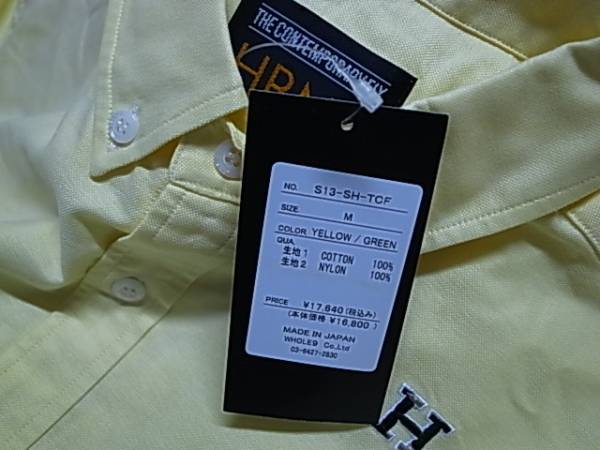 THE CONTEMPORARY FIX
NO. S13-SH-TCF
SIZE M
COLOR YELLOW / GREEN
QUA.
生地1 COTTON 100%
生地2 NYLON 100%
PRICE ¥17,640(税込み)
(本体価格 ¥16,800)
MADE IN JAPAN
WHOLE9 Co.,Ltd
03-6427-2830
H